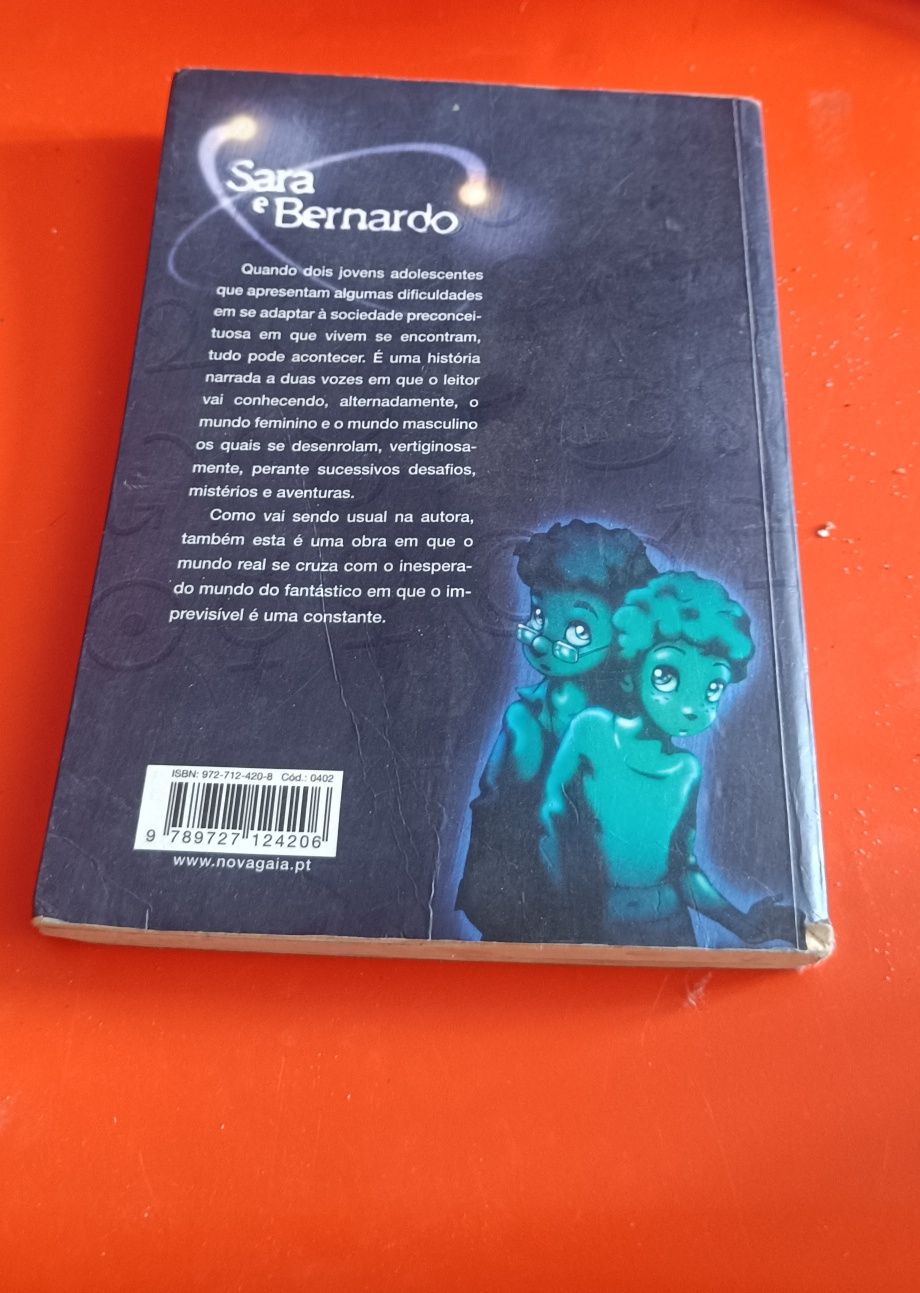 Sara
e Bernardo
Quando dois jovens adolescentes
que apresentam algumas dificuldades
em se adaptar à sociedade preconcei-
tuosa em que vivem se encontram,
tudo pode acontecer. É uma história
narrada a duas vozes em que o leitor
vai conhecendo, alternadamente, o
mundo feminino e o mundo masculino
os quais se desenrolam, vertiginosa-
mente, perante sucessivos desafios,
mistérios e aventuras.
Como vai sendo usual na autora,
também esta é uma obra em que o
mundo real se cruza com o inespera-
do mundo do fantástico em que o im-
previsível é uma constante.
ISBN: 972-712-420-8 Cód.: 0402
9 789727 124206
www.novagaia.pt